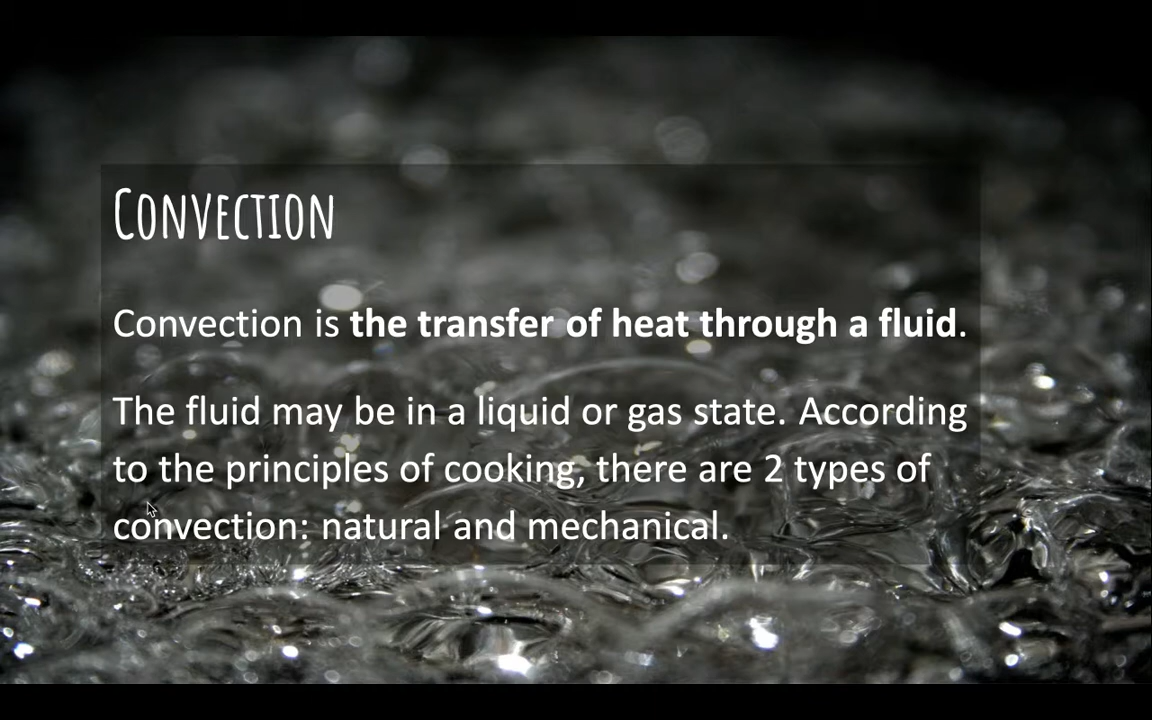 Convection
Convection is the transfer of heat through a fluid.
The fluid may be in a liquid or gas state. According
to the principles of cooking, there are 2 types of
convection: natural and mechanical.